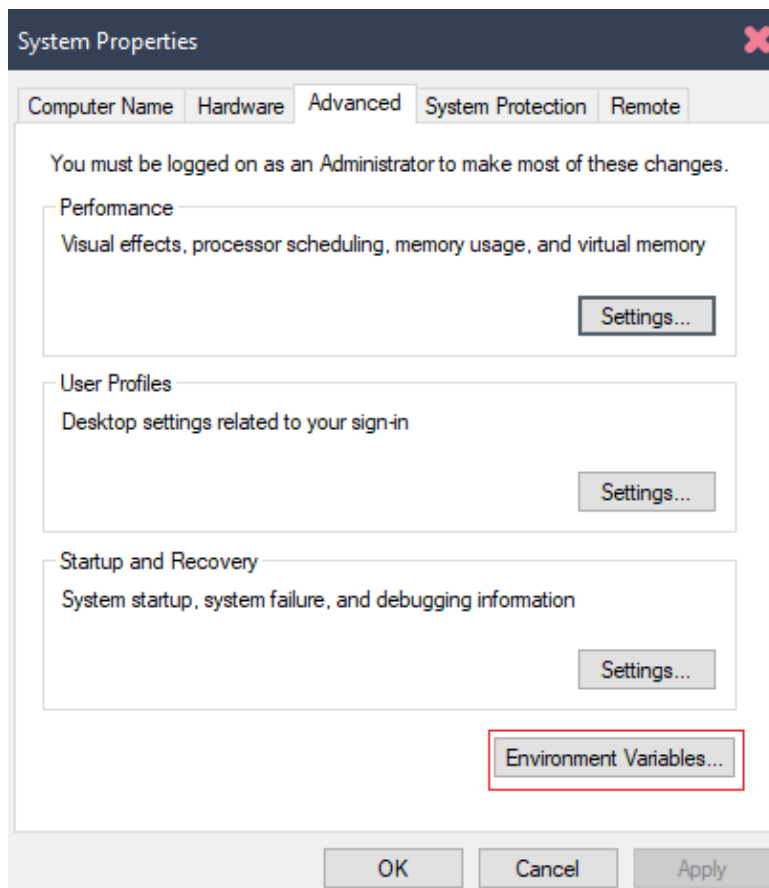 System Properties
Computer Name Hardware Advanced System Protection Remote
You must be logged on as an Administrator to make most of these changes.
Performance
Visual effects, processor scheduling, memory usage, and virtual memory
Settings...
User Profiles
Desktop settings related to your sign-in
Settings...
Startup and Recovery
System startup, system failure, and debugging information
Settings...
Environment Variables...
OK Cancel Apply